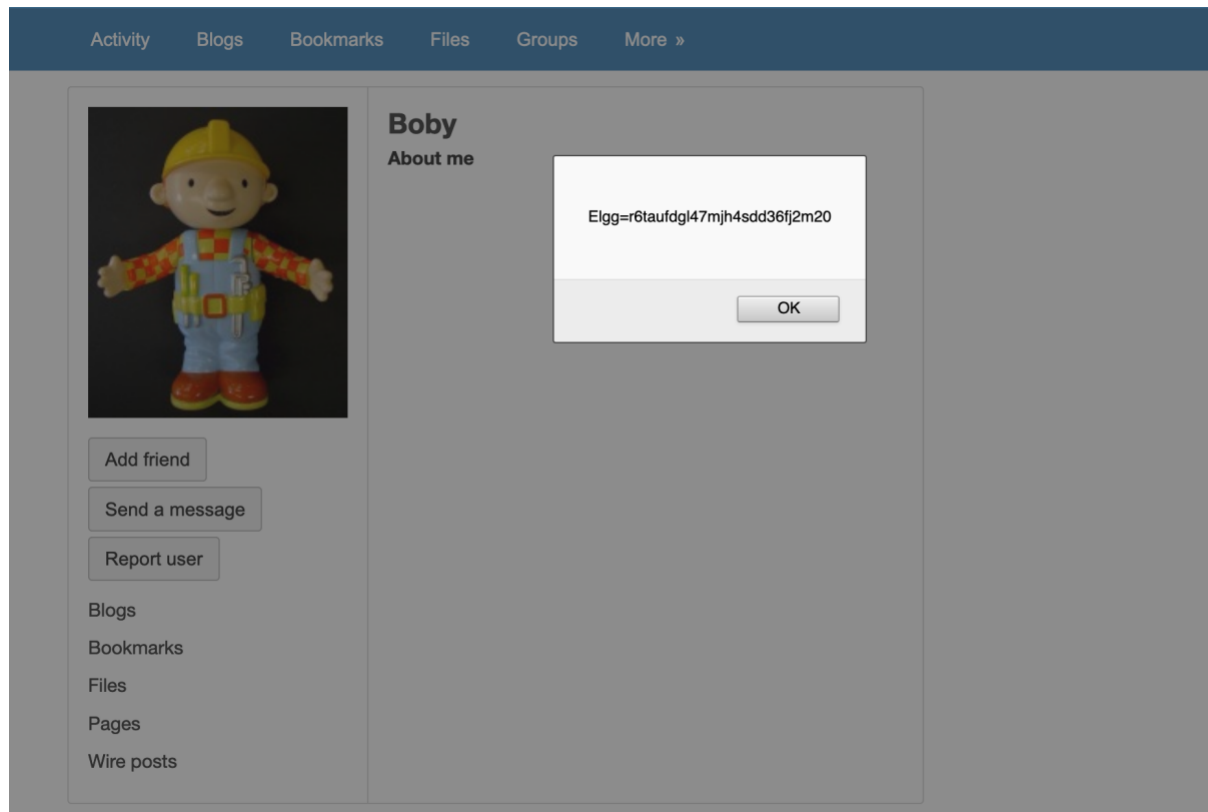 Activity Blogs Bookmarks Files Groups More »
Boby
About me
Elgg=r6taufdgl47mjh4sdd36fj2m20
OK
Add friend
Send a message
Report user
Blogs
Bookmarks
Files
Pages
Wire posts